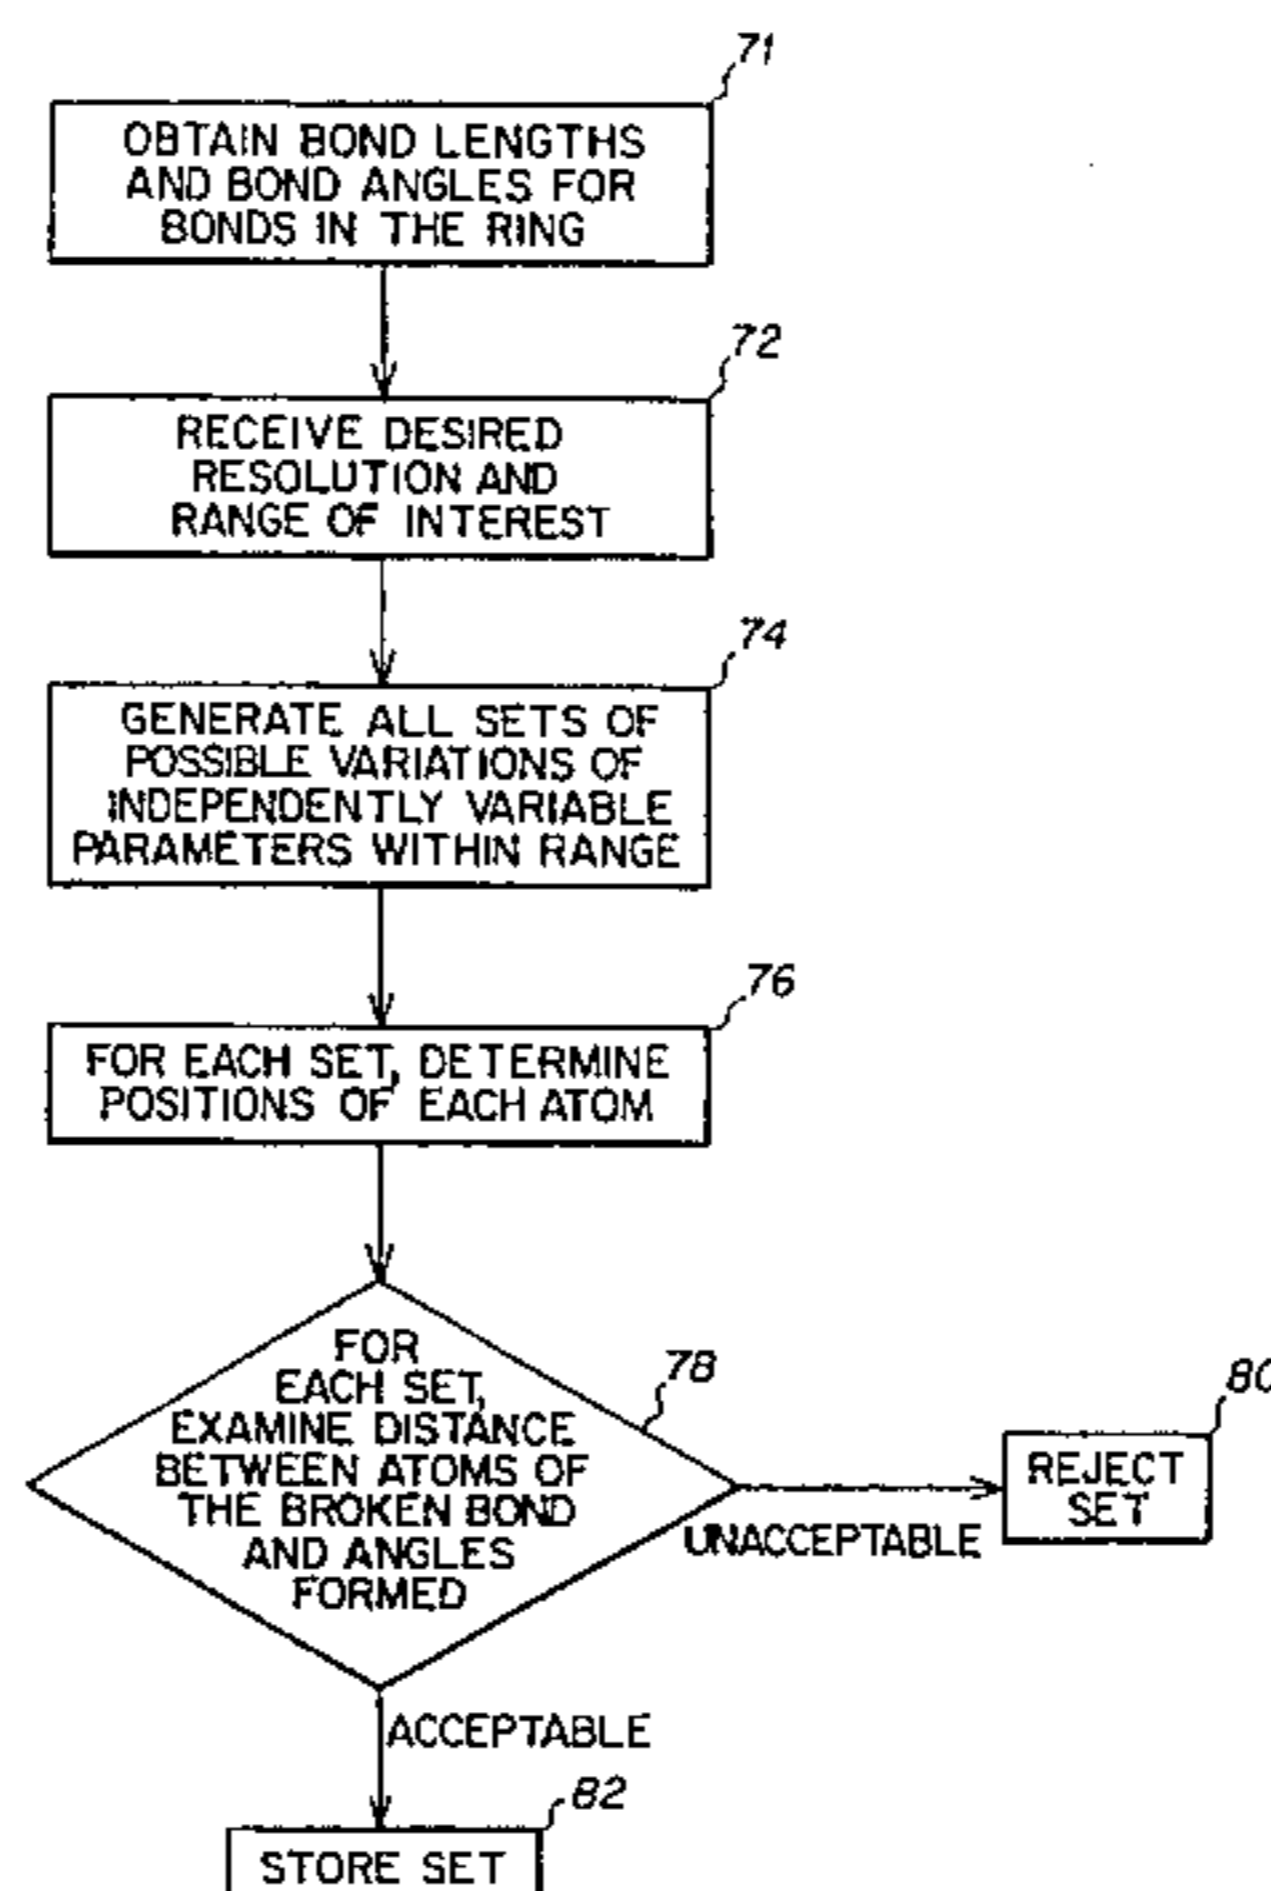 71
OBTAIN BOND LENGTHS
AND BOND ANGLES FOR
BONDS IN THE RING
72
RECEIVE DESIRED
RESOLUTION AND
RANGE OF INTEREST
74
GENERATE ALL SETS OF
POSSIBLE VARIATIONS OF
INDEPENDENTLY VARIABLE
PARAMETERS WITHIN RANGE
76
FOR EACH SET, DETERMINE
POSITIONS OF EACH ATOM
78
FOR
EACH SET,
EXAMINE DISTANCE
BETWEEN ATOMS OF
THE BROKEN BOND
AND ANGLES
FORMED
80
REJECT
SET
UNACCEPTABLE
ACCEPTABLE
82
STORE SET